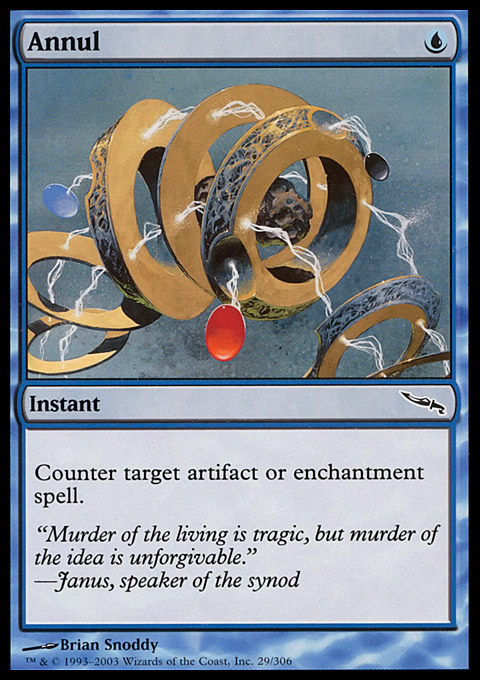 Annul
Instant
Counter target artifact or enchantment
spell.
“Murder of the living is tragic, but murder of
the idea is unforgivable.”
—Janus, speaker of the synod
Brian Snoddy
™ & © 1993–2003 Wizards of the Coast, Inc. 29/306